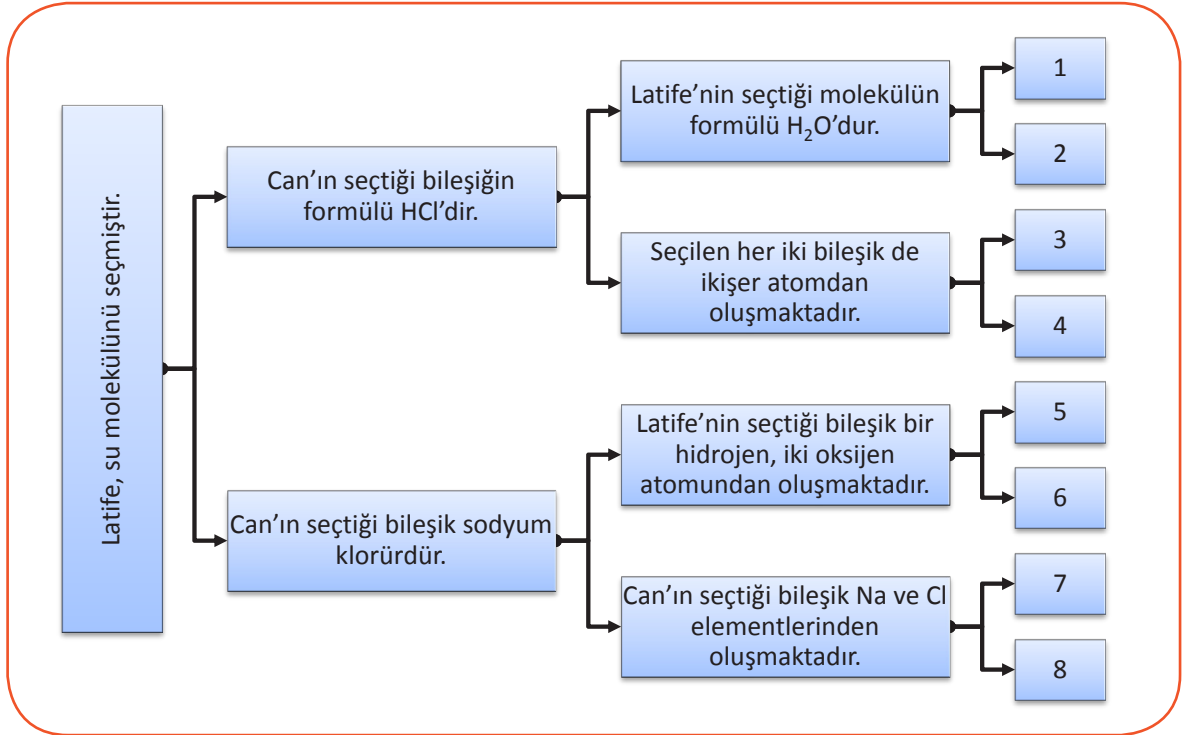 Latife, su molekülünü seçmiştir.
Can’ın seçtiği bileşiğin
formülü HCl’dir.
Can’ın seçtiği bileşik sodyum
klorürdür.
Latife’nin seçtiği molekülün
formülü H₂O’dur.
Seçilen her iki bileşik de
ikişer atomdan
oluşmaktadır.
Latife’nin seçtiği bileşik bir
hidrojen, iki oksijen
atomundan oluşmaktadır.
Can’ın seçtiği bileşik Na ve Cl
elementlerinden
oluşmaktadır.
1
2
3
4
5
6
7
8